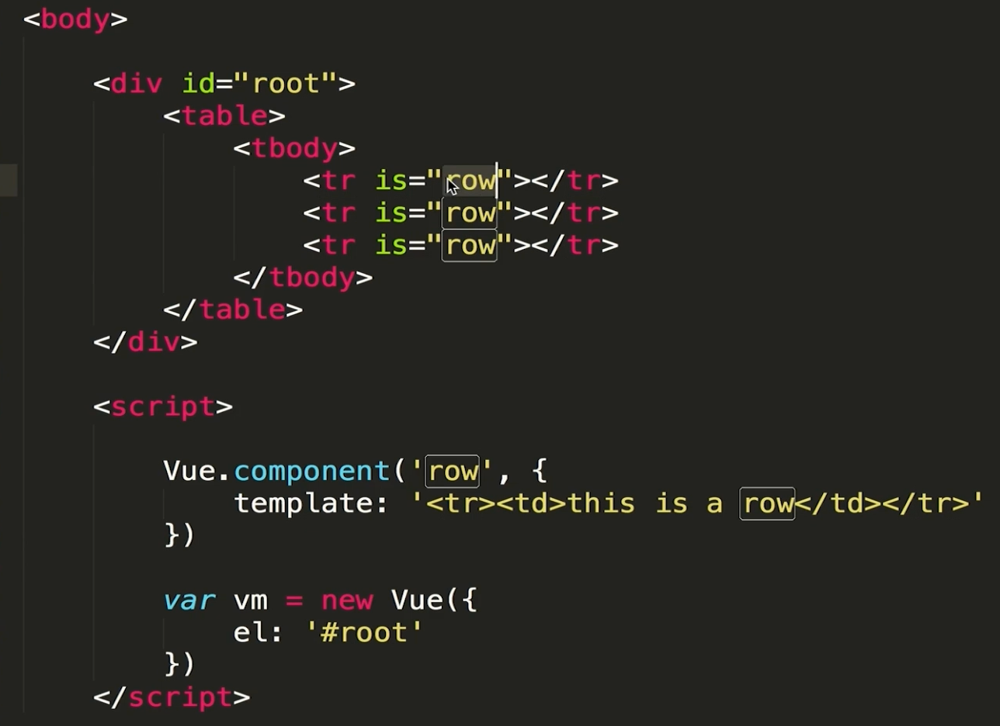 <body>
<div id="root">
<table>
<tbody>
<tr is="row"></tr>
<tr is="row"></tr>
<tr is="row"></tr>
</tbody>
</table>
</div>
<script>
Vue.component('row', {
template: '<tr><td>this is a row</td></tr>'
})
var vm = new Vue({
el: '#root'
})
</script>